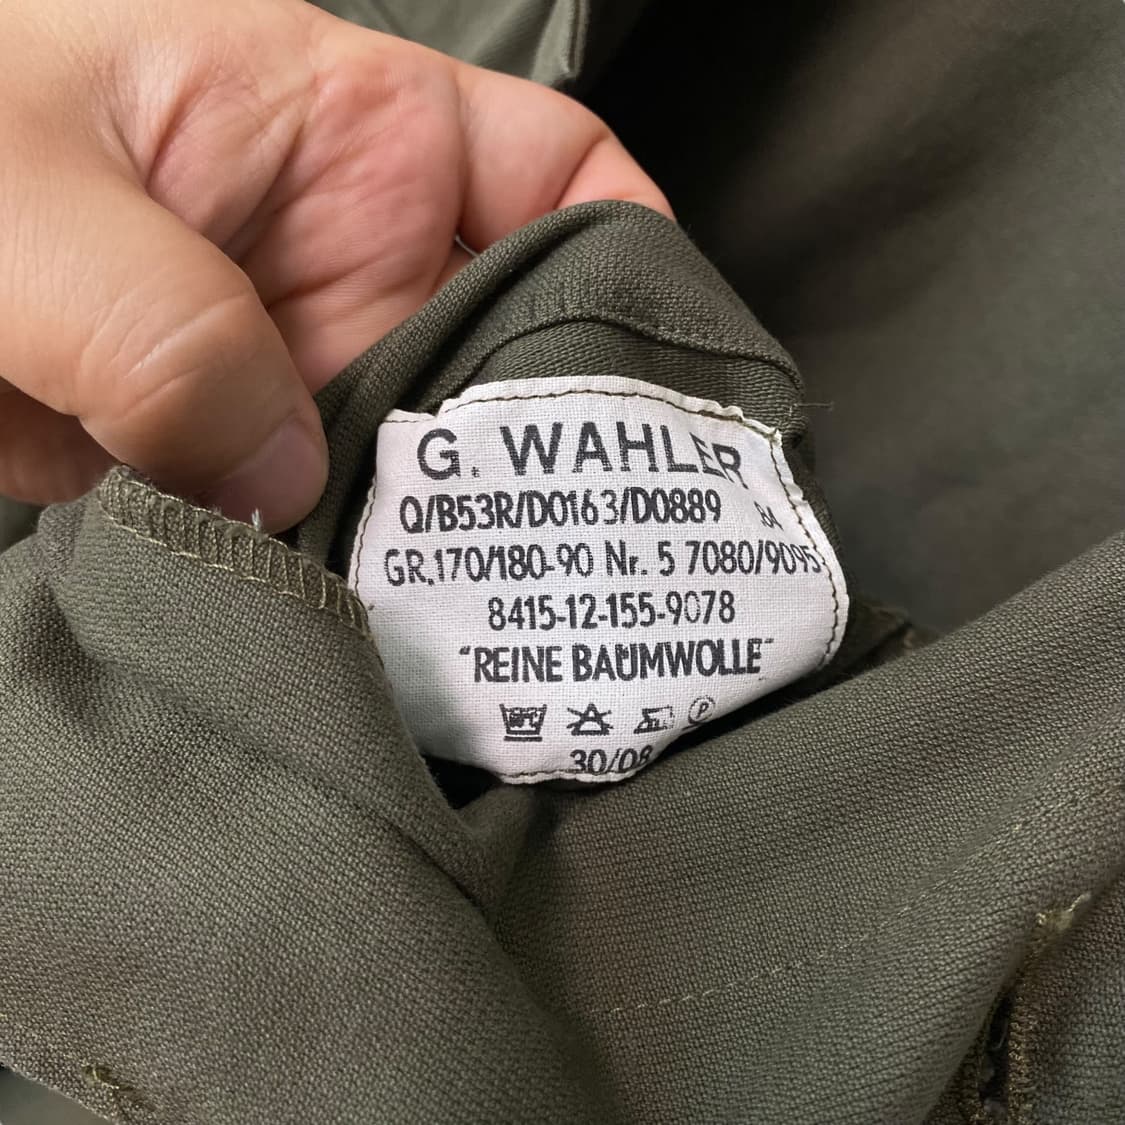 G. WAHLER
Q/B53R/D0163/D0889 84
GR. 170/180-90 Nr. 5 7080/9095
8415-12-155-9078
"REINE BAUMWOLLE"
P
30/08